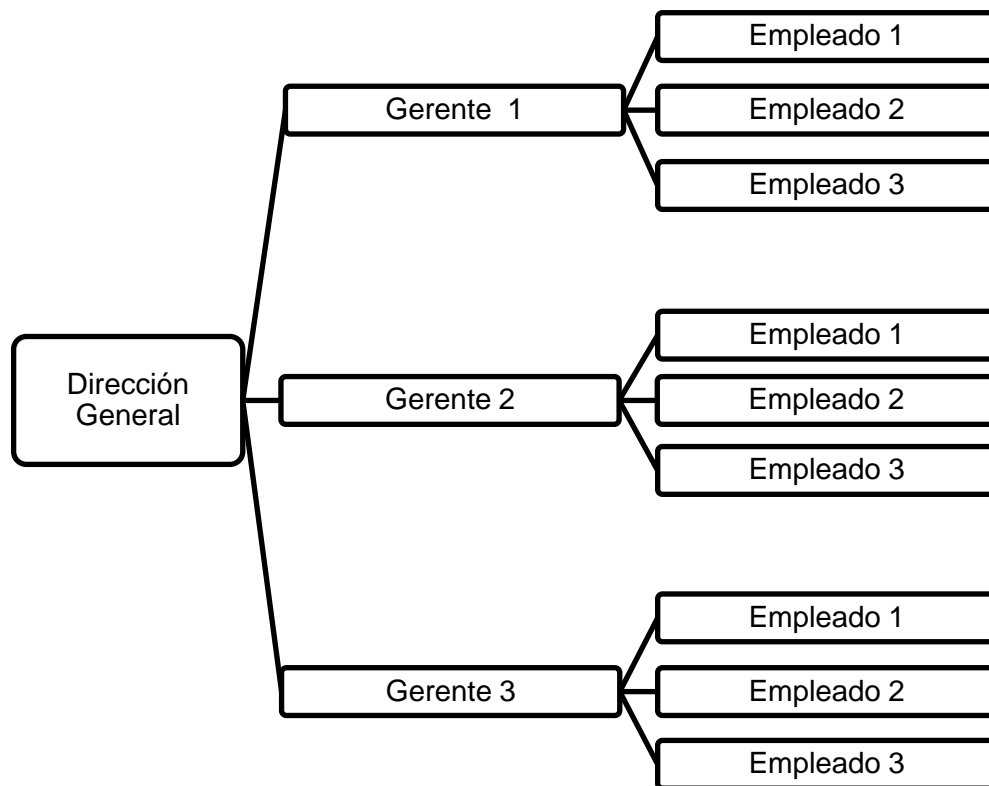 Empleado 1
Gerente 1
Empleado 2
Empleado 3
Empleado 1
Dirección
General
Gerente 2
Empleado 2
Empleado 3
Empleado 1
Gerente 3
Empleado 2
Empleado 3